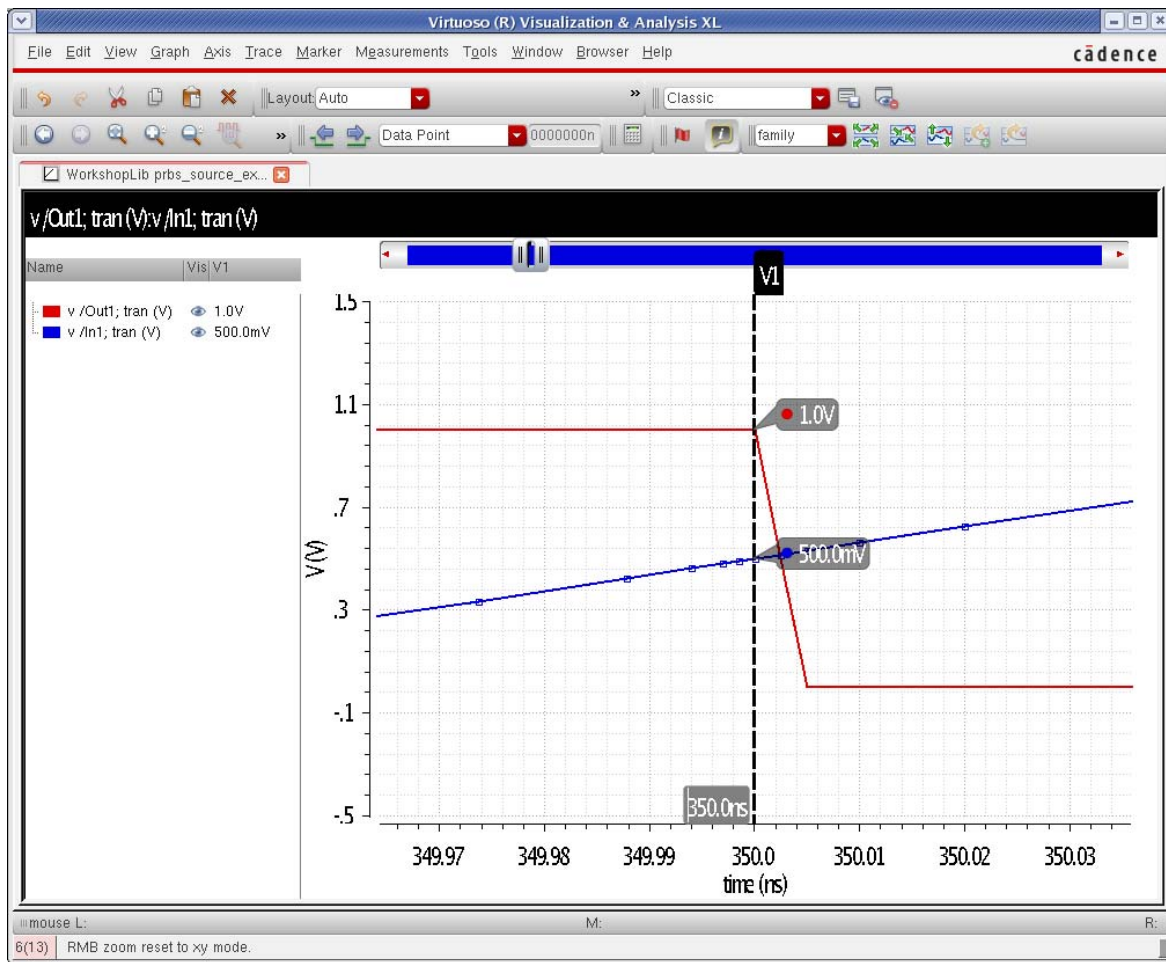 Virtuoso (R) Visualization & Analysis XL
File Edit View Graph Axis Trace Marker Measurements Tools Window Browser Help
cādence
Layout: Auto » Classic
» Data Point 0000000n family
WorkshopLib prbs_source_ex...
v /Out1; tran (V):v /In1; tran (V)
Name Vis V1
v /Out1; tran (V) 1.0V
v /In1; tran (V) 500.0mV
V1
1.5
1.1
1.0V
.7
500.0mV
V (V)
.3
-.1
350.0ns
-.5
349.97 349.98 349.99 350.0 350.01 350.02 350.03
time (ns)
mouse L: M: R:
6(13) RMB zoom reset to xy mode.